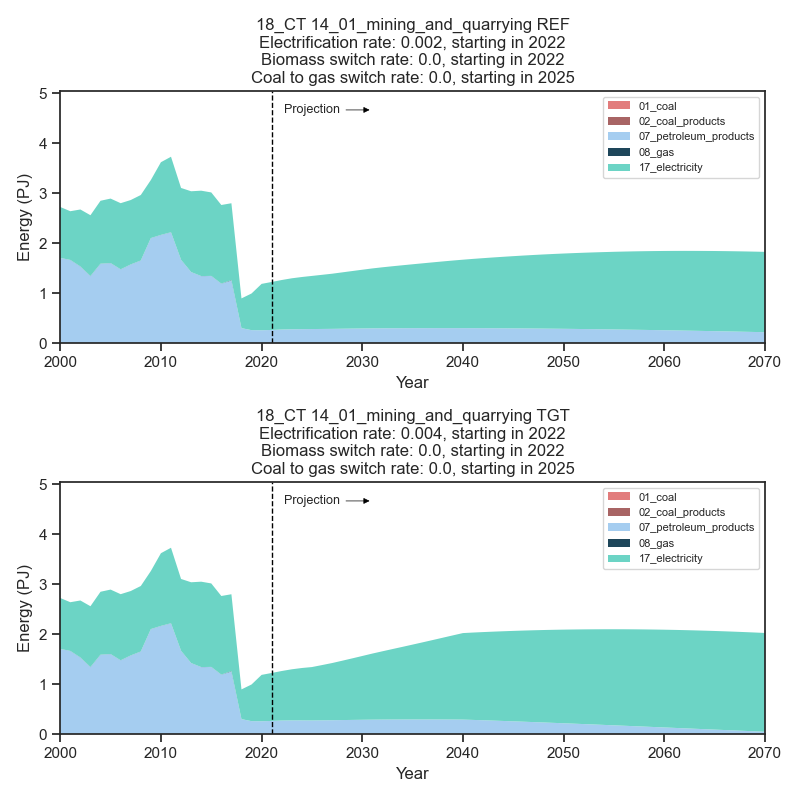 18_CT 14_01_mining_and_quarrying REF
Electrification rate: 0.002, starting in 2022
Biomass switch rate: 0.0, starting in 2022
Coal to gas switch rate: 0.0, starting in 2025
Projection
01_coal
02_coal_products
07_petroleum_products
08_gas
17_electricity
Energy (PJ)
5
4
3
2
1
0
2000 2010 2020 2030 2040 2050 2060 2070
Year
18_CT 14_01_mining_and_quarrying TGT
Electrification rate: 0.004, starting in 2022
Biomass switch rate: 0.0, starting in 2022
Coal to gas switch rate: 0.0, starting in 2025
Projection
01_coal
02_coal_products
07_petroleum_products
08_gas
17_electricity
Energy (PJ)
5
4
3
2
1
0
2000 2010 2020 2030 2040 2050 2060 2070
Year